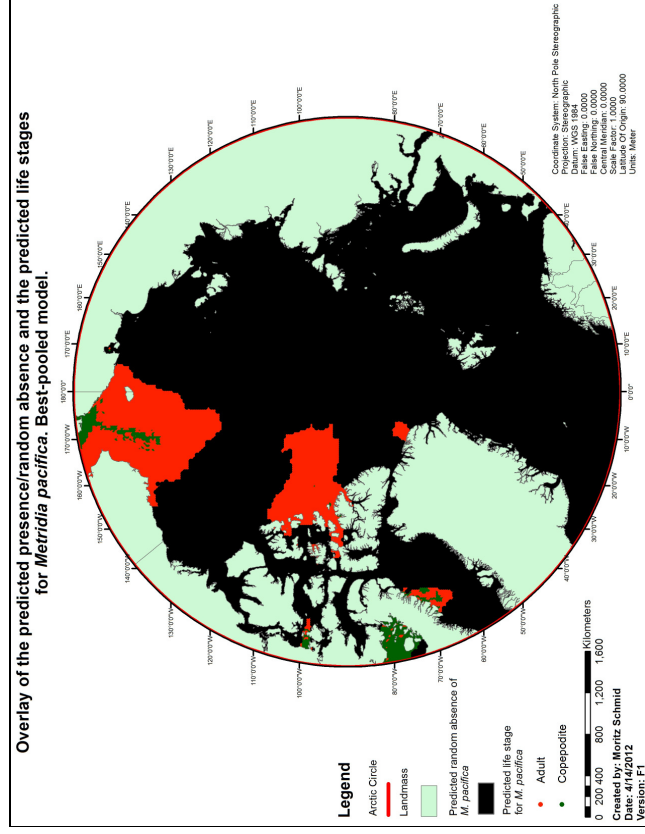 Overlay of the predicted presence/random absence and the predicted life stages
for Metridia pacifica. Best-pooled model.
180°0'0"
170°0'0"E
160°0'0"E
150°0'0"E
140°0'0"E
130°0'0"E
120°0'0"E
110°0'0"E
100°0'0"E
80°0'0"E
70°0'0"E
60°0'0"E
50°0'0"E
40°0'0"E
30°0'0"E
20°0'0"E
10°0'0"E
0°0'0"
10°0'0"W
20°0'0"W
30°0'0"W
40°0'0"W
50°0'0"W
60°0'0"W
70°0'0"W
80°0'0"W
100°0'0"W
110°0'0"W
120°0'0"W
130°0'0"W
140°0'0"W
150°0'0"W
160°0'0"W
170°0'0"W
Legend
Arctic Circle
Landmass
Predicted random absence of
M. pacifica
Predicted life stage
for M. pacifica
Adult
Copepodite
0 200 400 800 1,200 1,600
Kilometers
Created by: Moritz Schmid
Date: 4/14/2012
Version: F1
Coordinate System: North Pole Stereographic
Projection: Stereographic
Datum: WGS 1984
False Easting: 0.0000
False Northing: 0.0000
Central Meridian: 0.0000
Scale Factor: 1.0000
Latitude Of Origin: 90.0000
Units: Meter